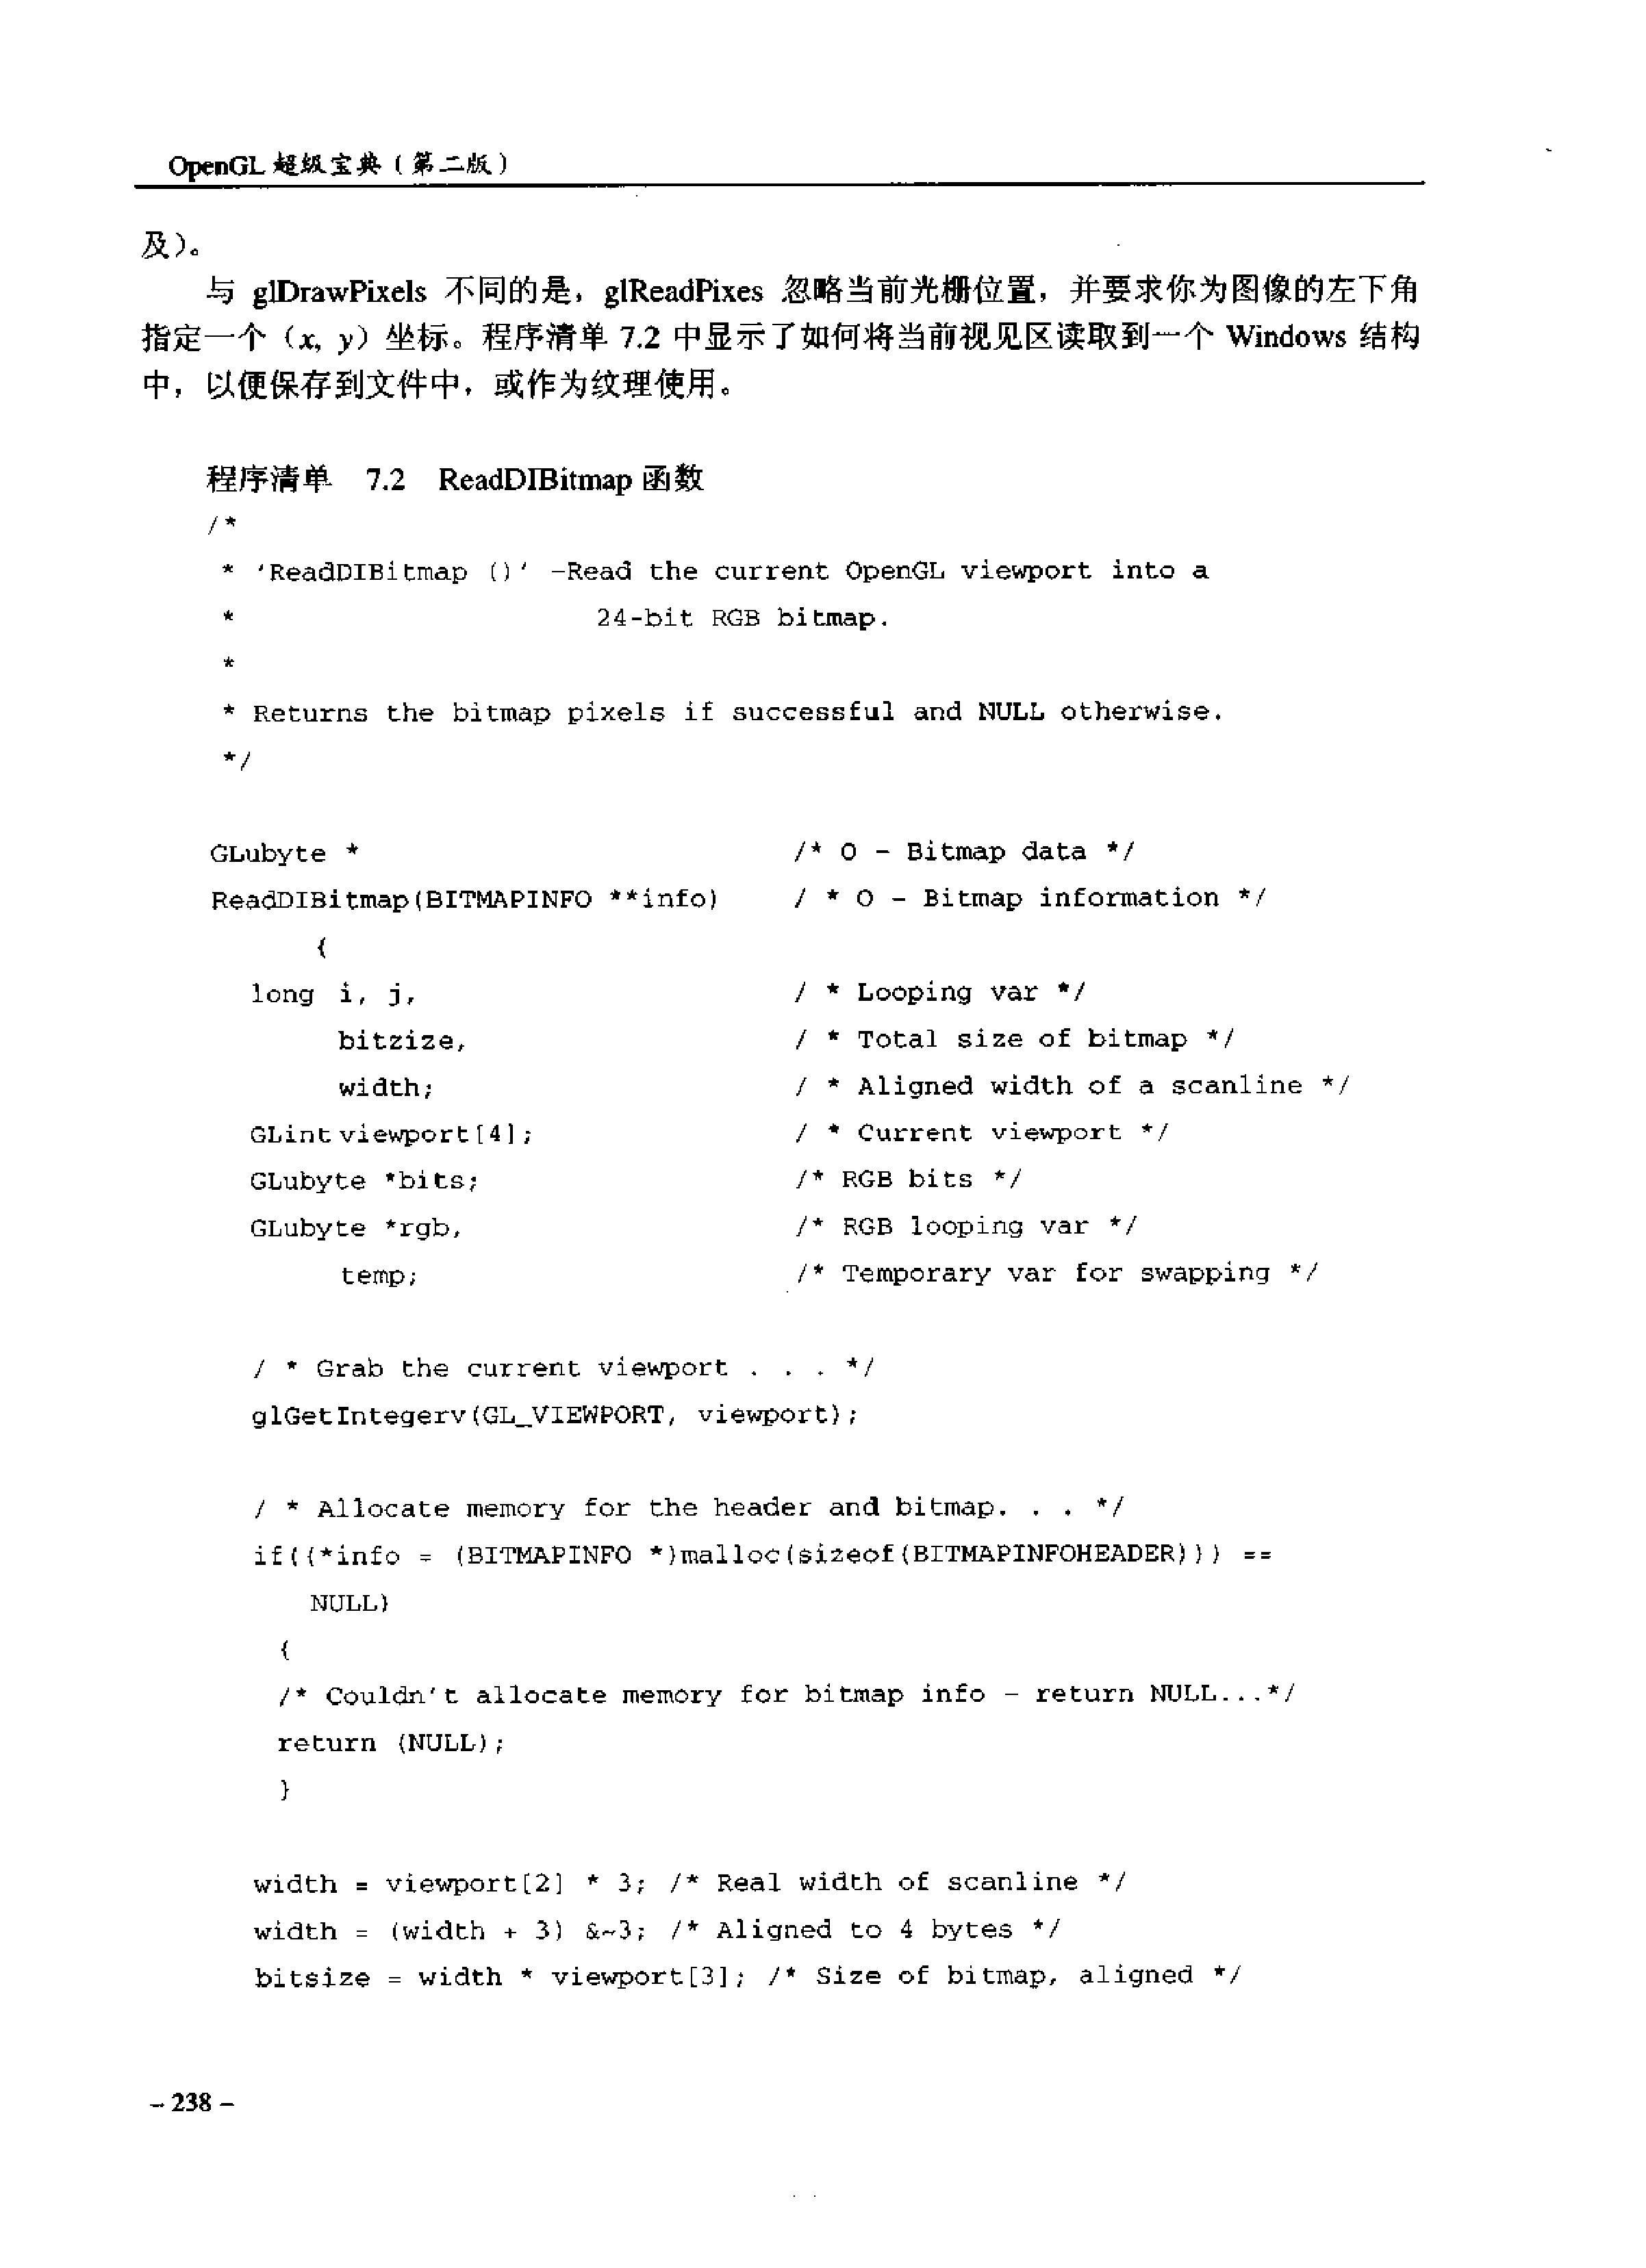 OpenGL 超级宝典（第二版）
及）。
与 glDrawPixels 不同的是，glReadPixes 忽略当前光栅位置，并要求你为图像的左下角
指定一个（x, y）坐标。程序清单 7.2 中显示了如何将当前视见区读取到一个 Windows 结构
中，以便保存到文件中，或作为纹理使用。
程序清单 7.2 ReadDIBitmap 函数
/*
* 'ReadDIBitmap ()' -Read the current OpenGL viewport into a
* 24-bit RGB bitmap.
*
* Returns the bitmap pixels if successful and NULL otherwise.
*/
GLubyte * /* O - Bitmap data */
ReadDIBitmap(BITMAPINFO **info) / * O - Bitmap information */
{
long i, j, / * Looping var */
bitzize, / * Total size of bitmap */
width; / * Aligned width of a scanline */
GLint viewport[4]; / * Current viewport */
GLubyte *bits; /* RGB bits */
GLubyte *rgb, /* RGB looping var */
temp; /* Temporary var for swapping */
/ * Grab the current viewport . . . */
glGetIntegerv(GL_VIEWPORT, viewport);
/ * Allocate memory for the header and bitmap. . . */
if((*info = (BITMAPINFO *)malloc(sizeof(BITMAPINFOHEADER))) ==
NULL)
{
/* Couldn't allocate memory for bitmap info - return NULL...*/
return (NULL);
}
width = viewport[2] * 3; /* Real width of scanline */
width = (width + 3) &~3; /* Aligned to 4 bytes */
bitsize = width * viewport[3]; /* Size of bitmap, aligned */
- 238 -